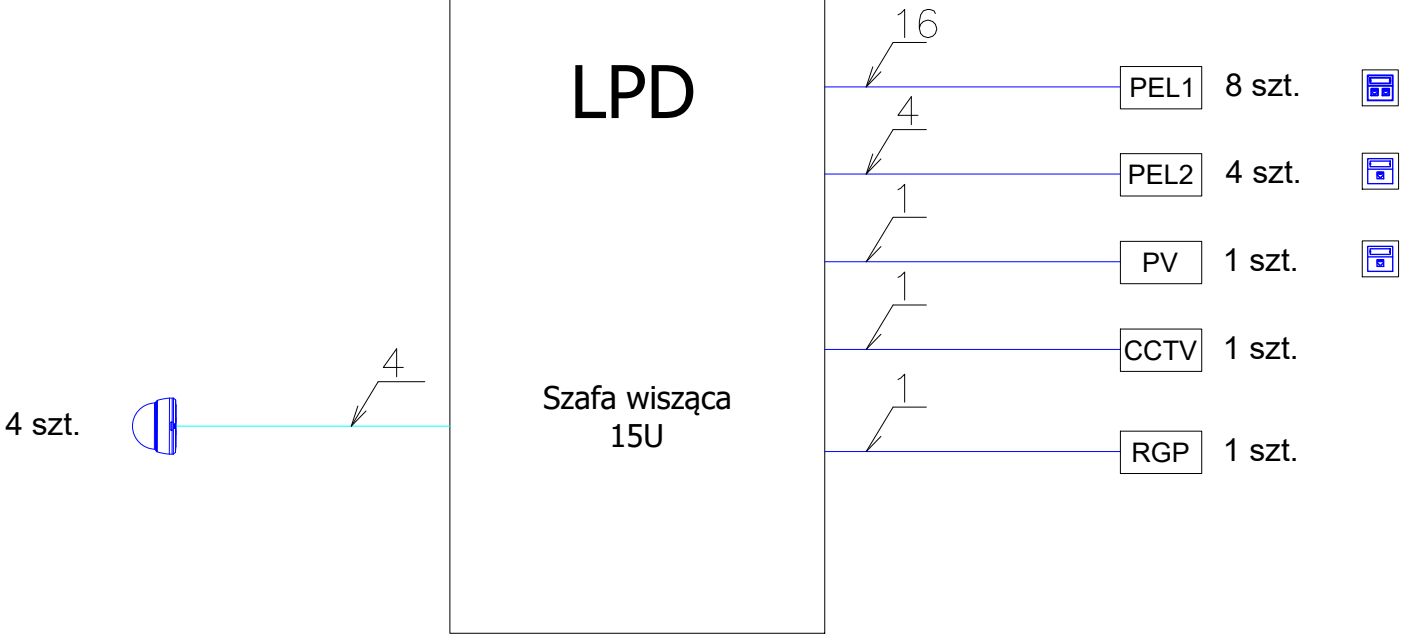 LPD
16
PEL1 8 szt.
4
PEL2 4 szt.
1
PV 1 szt.
1
CCTV 1 szt.
1
RGP 1 szt.
Szafa wisząca
15U
4
4 szt.